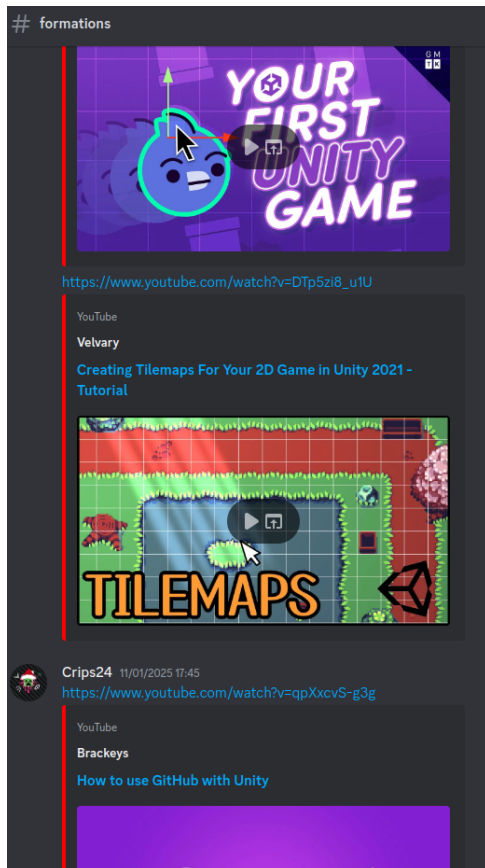 # formations
GM
TK
YOUR
FIRST
UNITY
GAME
https://www.youtube.com/watch?v=DTp5zi8_u1U
YouTube
Velvary
Creating Tilemaps For Your 2D Game in Unity 2021 -
Tutorial
TILEMAPS
Crips24 11/01/2025 17:45
https://www.youtube.com/watch?v=qpXxcvS-g3g
YouTube
Brackeys
How to use GitHub with Unity